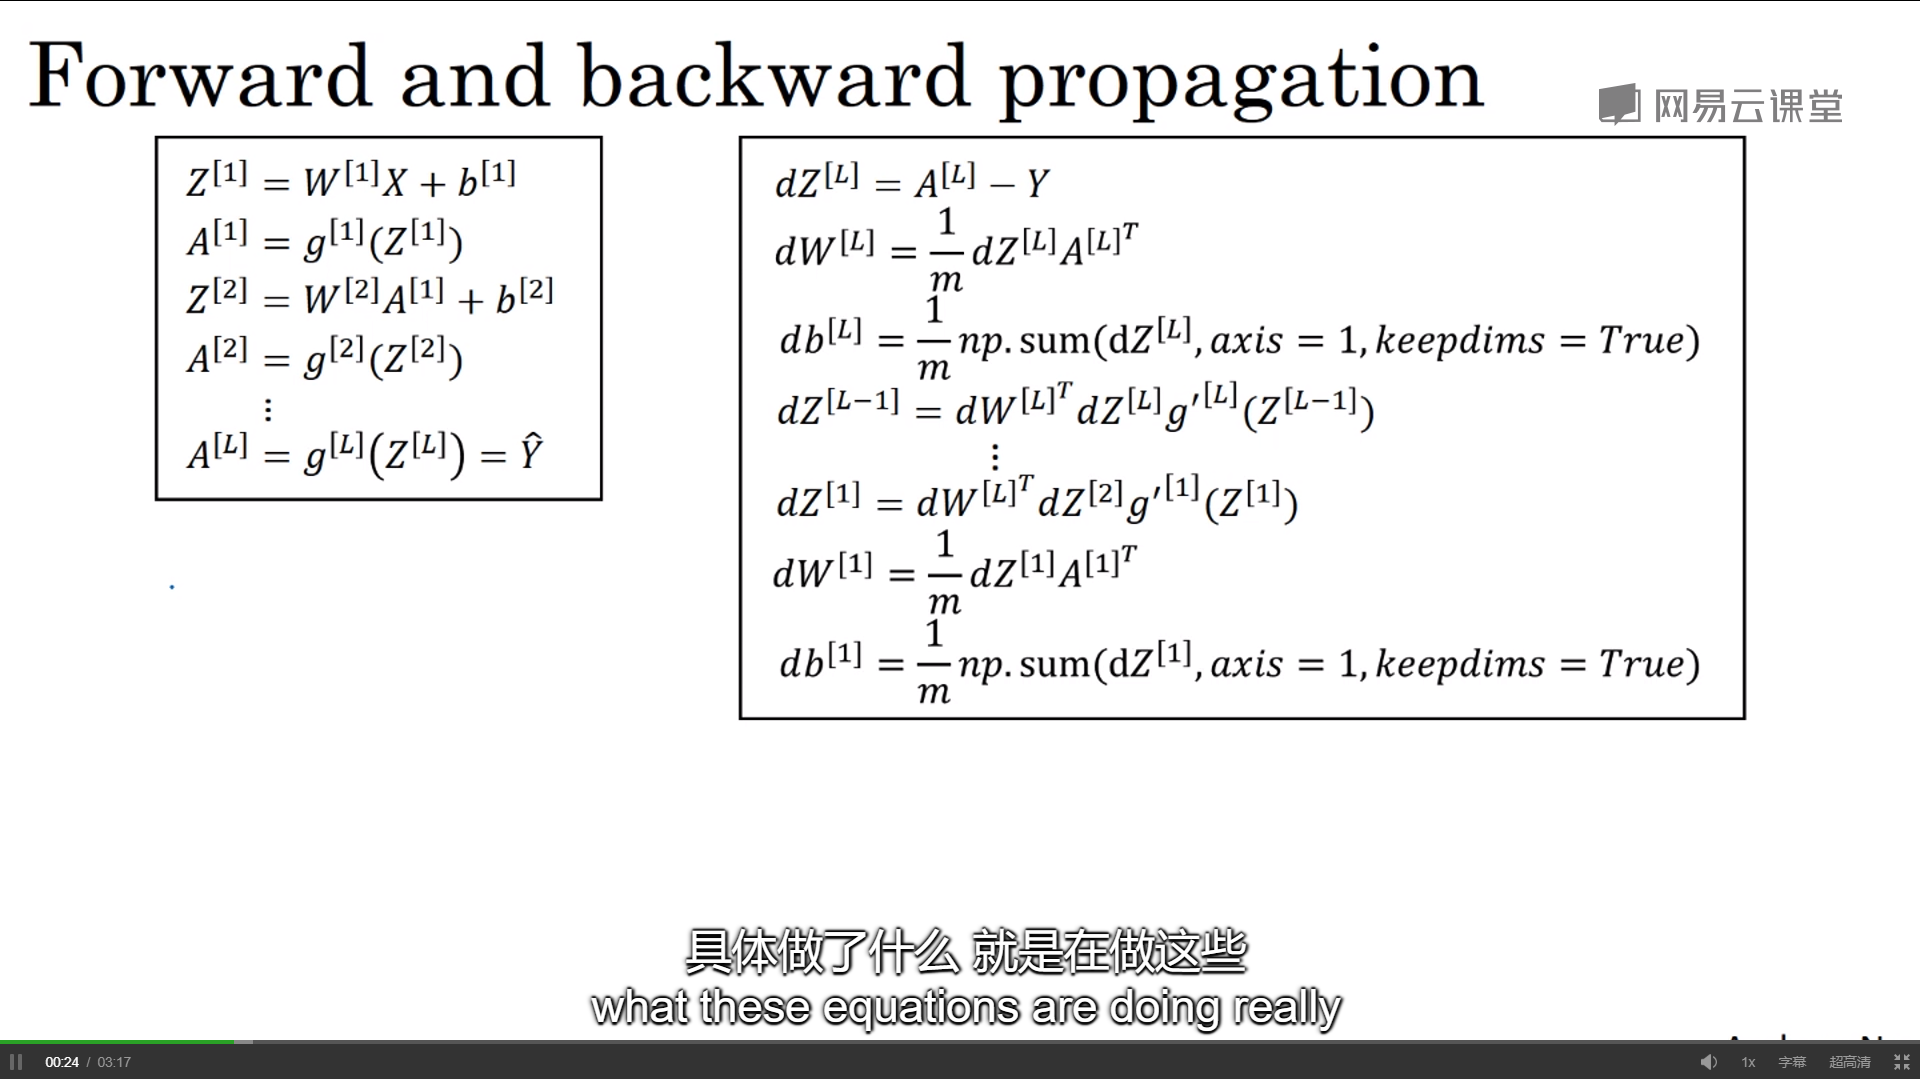 Forward and backward propagation
网易云课堂
Z^[1] = W^[1]X + b^[1]
A^[1] = g^[1](Z^[1])
Z^[2] = W^[2]A^[1] + b^[2]
A^[2] = g^[2](Z^[2])
⋮
A^[L] = g^[L](Z^[L]) = Ŷ
dZ^[L] = A^[L] − Y
dW^[L] = 1/m dZ^[L]A^[L]^T
db^[L] = 1/m np.sum(dZ^[L], axis = 1, keepdims = True)
dZ^[L−1] = dW^[L]^T dZ^[L]g′^[L](Z^[L−1])
⋮
dZ^[1] = dW^[L]^T dZ^[2]g′^[1](Z^[1])
dW^[1] = 1/m dZ^[1]A^[1]^T
db^[1] = 1/m np.sum(dZ^[1], axis = 1, keepdims = True)
具体做了什么 就是在做这些
what these equations are doing really
00:24 / 03:17
1x 字幕 超高清